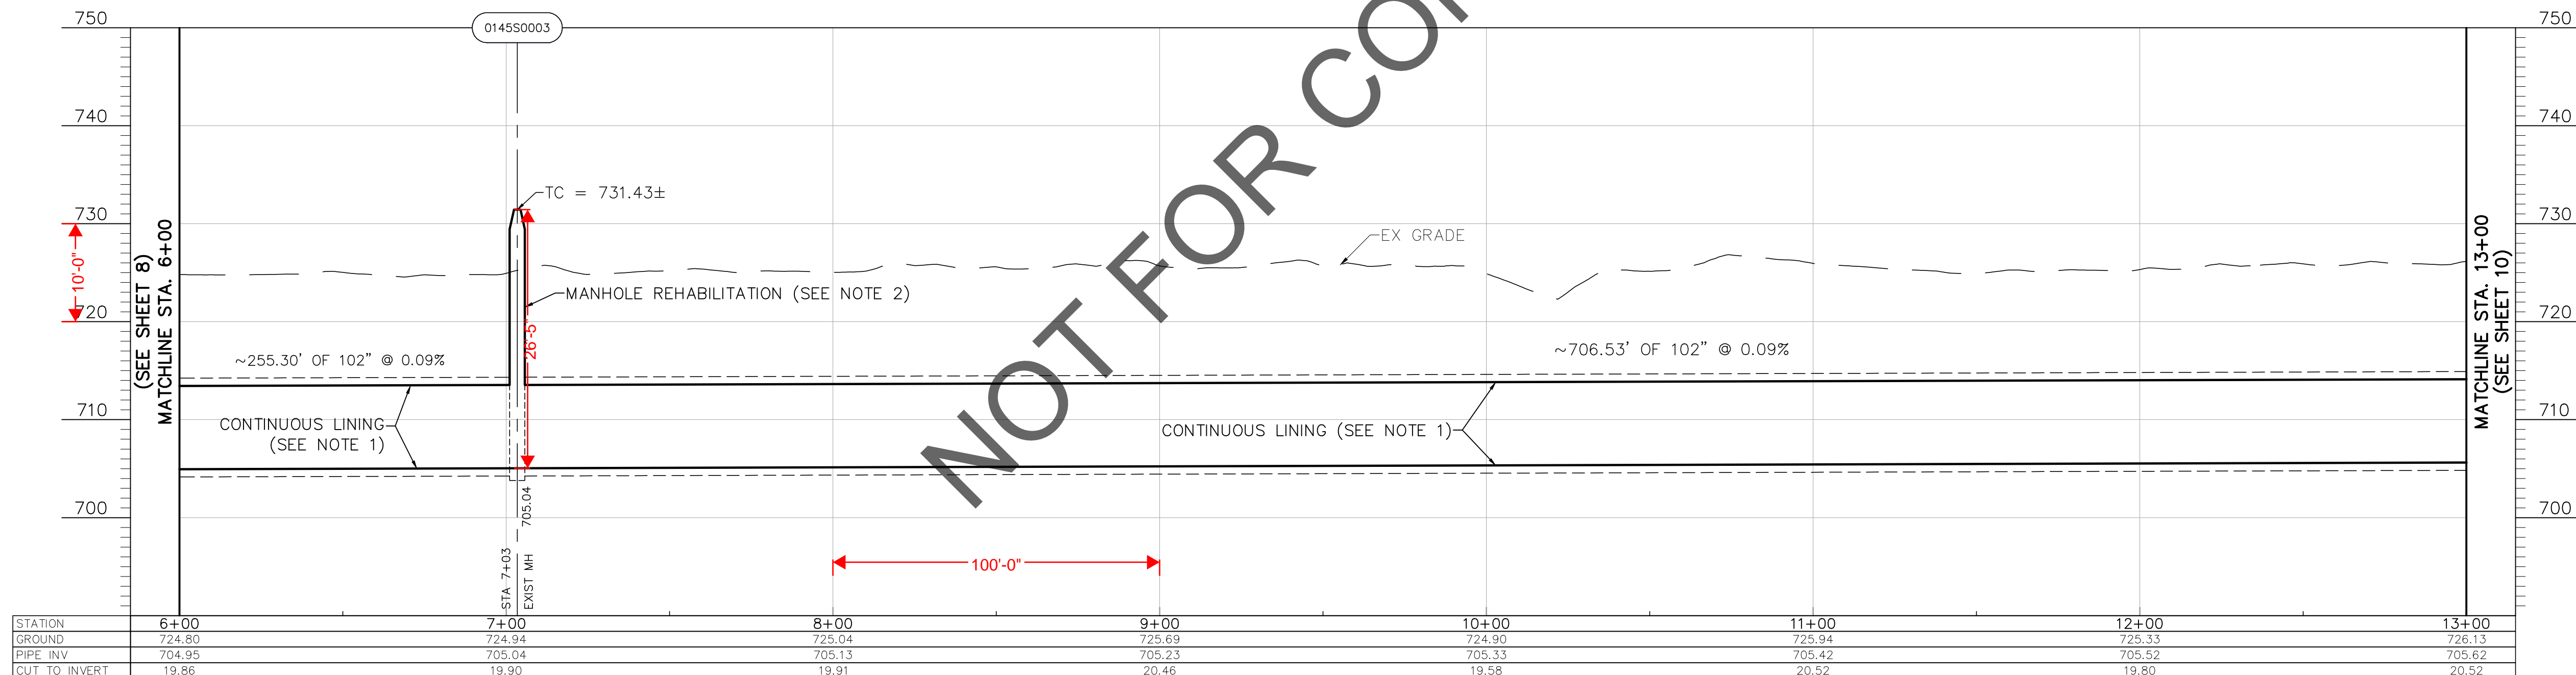 750
750
0145S0003
740
740
TC = 731.43±
730
730
10'-0"
EX GRADE
MANHOLE REHABILITATION (SEE NOTE 2)
26'-5"
720
720
(SEE SHEET 8)
MATCHLINE STA. 6+00
MATCHLINE STA. 13+00
(SEE SHEET 10)
~255.30' OF 102" @ 0.09%
~706.53' OF 102" @ 0.09%
710
710
CONTINUOUS LINING
(SEE NOTE 1)
CONTINUOUS LINING (SEE NOTE 1)
700
700
705.04
STA 7+03
EXIST MH
100'-0"
NOT FOR
STATION 6+00 7+00 8+00 9+00 10+00 11+00 12+00 13+00
GROUND 724.80 724.94 725.04 725.69 724.90 725.94 725.33 726.13
PIPE INV 704.95 705.04 705.13 705.23 705.33 705.42 705.52 705.62
CUT TO INVERT 19.86 19.90 19.91 20.46 19.58 20.52 19.80 20.52